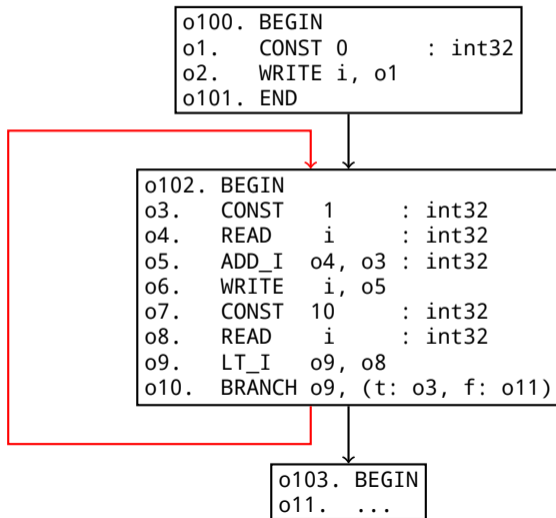 o100. BEGIN
o1. CONST 0 : int32
o2. WRITE i, o1
o101. END
o102. BEGIN
o3. CONST 1 : int32
o4. READ i : int32
o5. ADD_I o4, o3 : int32
o6. WRITE i, o5
o7. CONST 10 : int32
o8. READ i : int32
o9. LT_I o9, o8
o10. BRANCH o9, (t: o3, f: o11)
o103. BEGIN
o11. ...